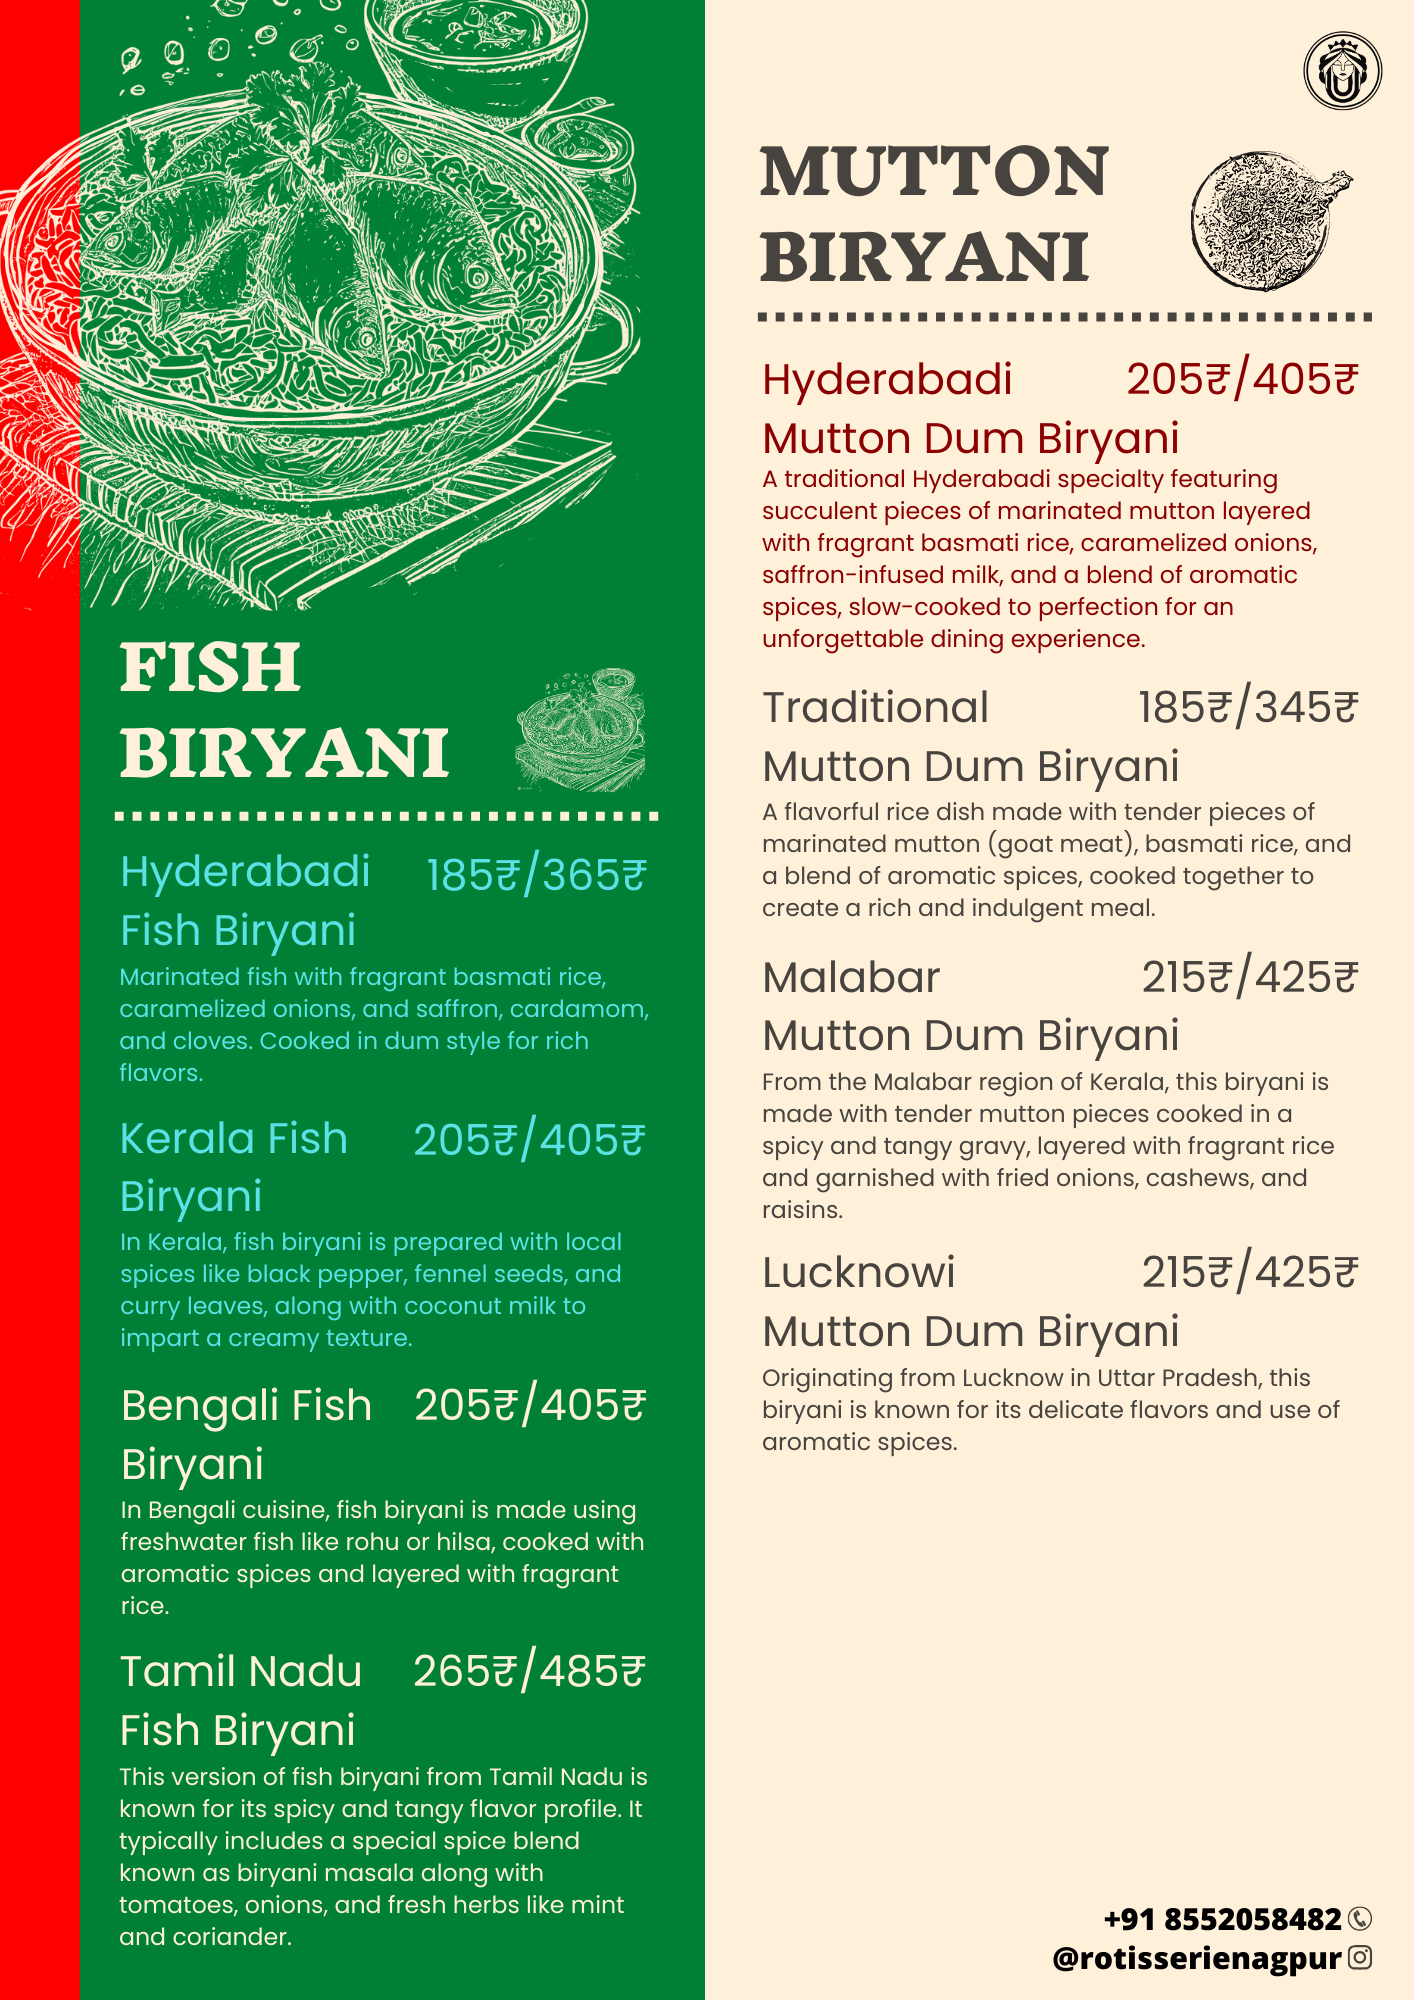 FISH
BIRYANI
Hyderabadi 185₹/365₹
Fish Biryani
Marinated fish with fragrant basmati rice,
caramelized onions, and saffron, cardamom,
and cloves. Cooked in dum style for rich
flavors.
Kerala Fish 205₹/405₹
Biryani
In Kerala, fish biryani is prepared with local
spices like black pepper, fennel seeds, and
curry leaves, along with coconut milk to
impart a creamy texture.
Bengali Fish 205₹/405₹
Biryani
In Bengali cuisine, fish biryani is made using
freshwater fish like rohu or hilsa, cooked with
aromatic spices and layered with fragrant
rice.
Tamil Nadu 265₹/485₹
Fish Biryani
This version of fish biryani from Tamil Nadu is
known for its spicy and tangy flavor profile. It
typically includes a special spice blend
known as biryani masala along with
tomatoes, onions, and fresh herbs like mint
and coriander.
MUTTON
BIRYANI
Hyderabadi 205₹/405₹
Mutton Dum Biryani
A traditional Hyderabadi specialty featuring
succulent pieces of marinated mutton layered
with fragrant basmati rice, caramelized onions,
saffron-infused milk, and a blend of aromatic
spices, slow-cooked to perfection for an
unforgettable dining experience.
Traditional 185₹/345₹
Mutton Dum Biryani
A flavorful rice dish made with tender pieces of
marinated mutton (goat meat), basmati rice, and
a blend of aromatic spices, cooked together to
create a rich and indulgent meal.
Malabar 215₹/425₹
Mutton Dum Biryani
From the Malabar region of Kerala, this biryani is
made with tender mutton pieces cooked in a
spicy and tangy gravy, layered with fragrant rice
and garnished with fried onions, cashews, and
raisins.
Lucknowi 215₹/425₹
Mutton Dum Biryani
Originating from Lucknow in Uttar Pradesh, this
biryani is known for its delicate flavors and use of
aromatic spices.
+91 8552058482
@rotisserienagpur